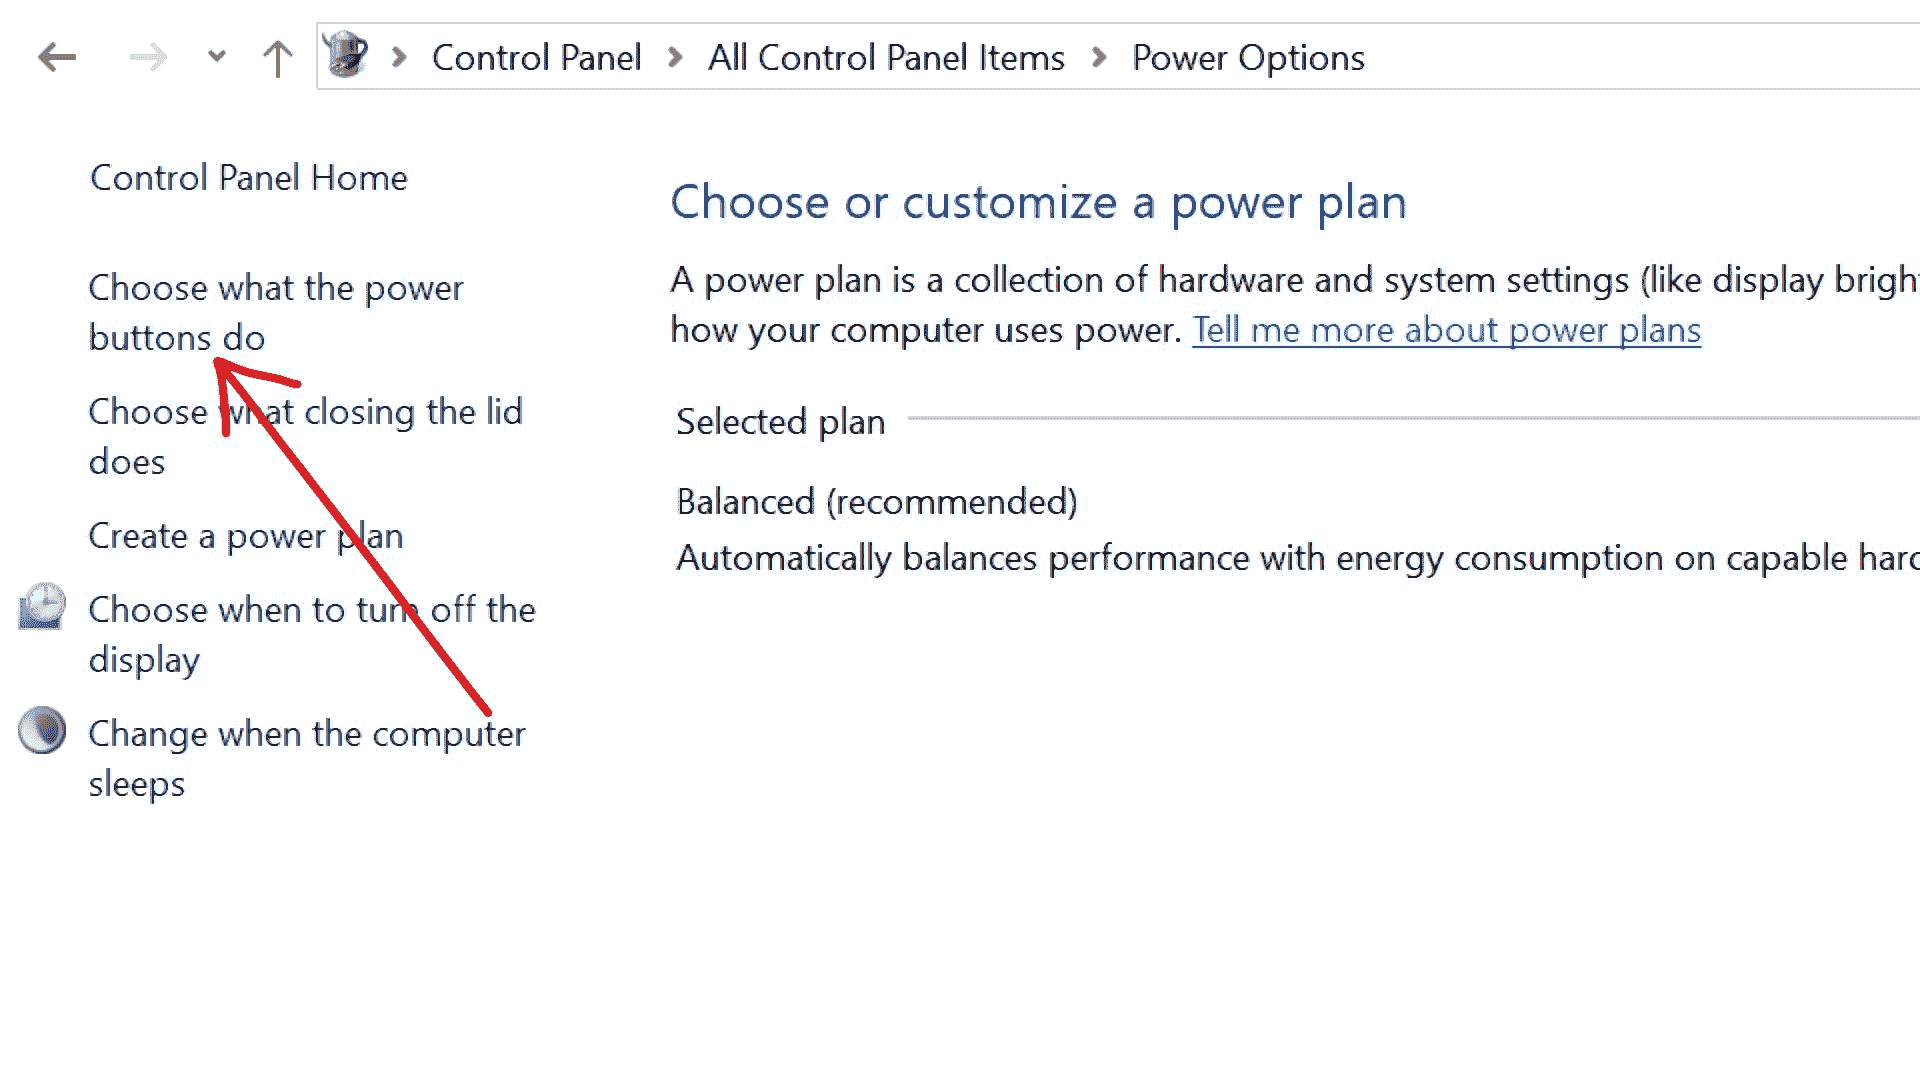 Control Panel > All Control Panel Items > Power Options
Control Panel Home
Choose what the power
buttons do
Choose what closing the lid
does
Create a power plan
Choose when to turn off the
display
Change when the computer
sleeps
Choose or customize a power plan
A power plan is a collection of hardware and system settings (like display bright
how your computer uses power. Tell me more about power plans
Selected plan
Balanced (recommended)
Automatically balances performance with energy consumption on capable hard